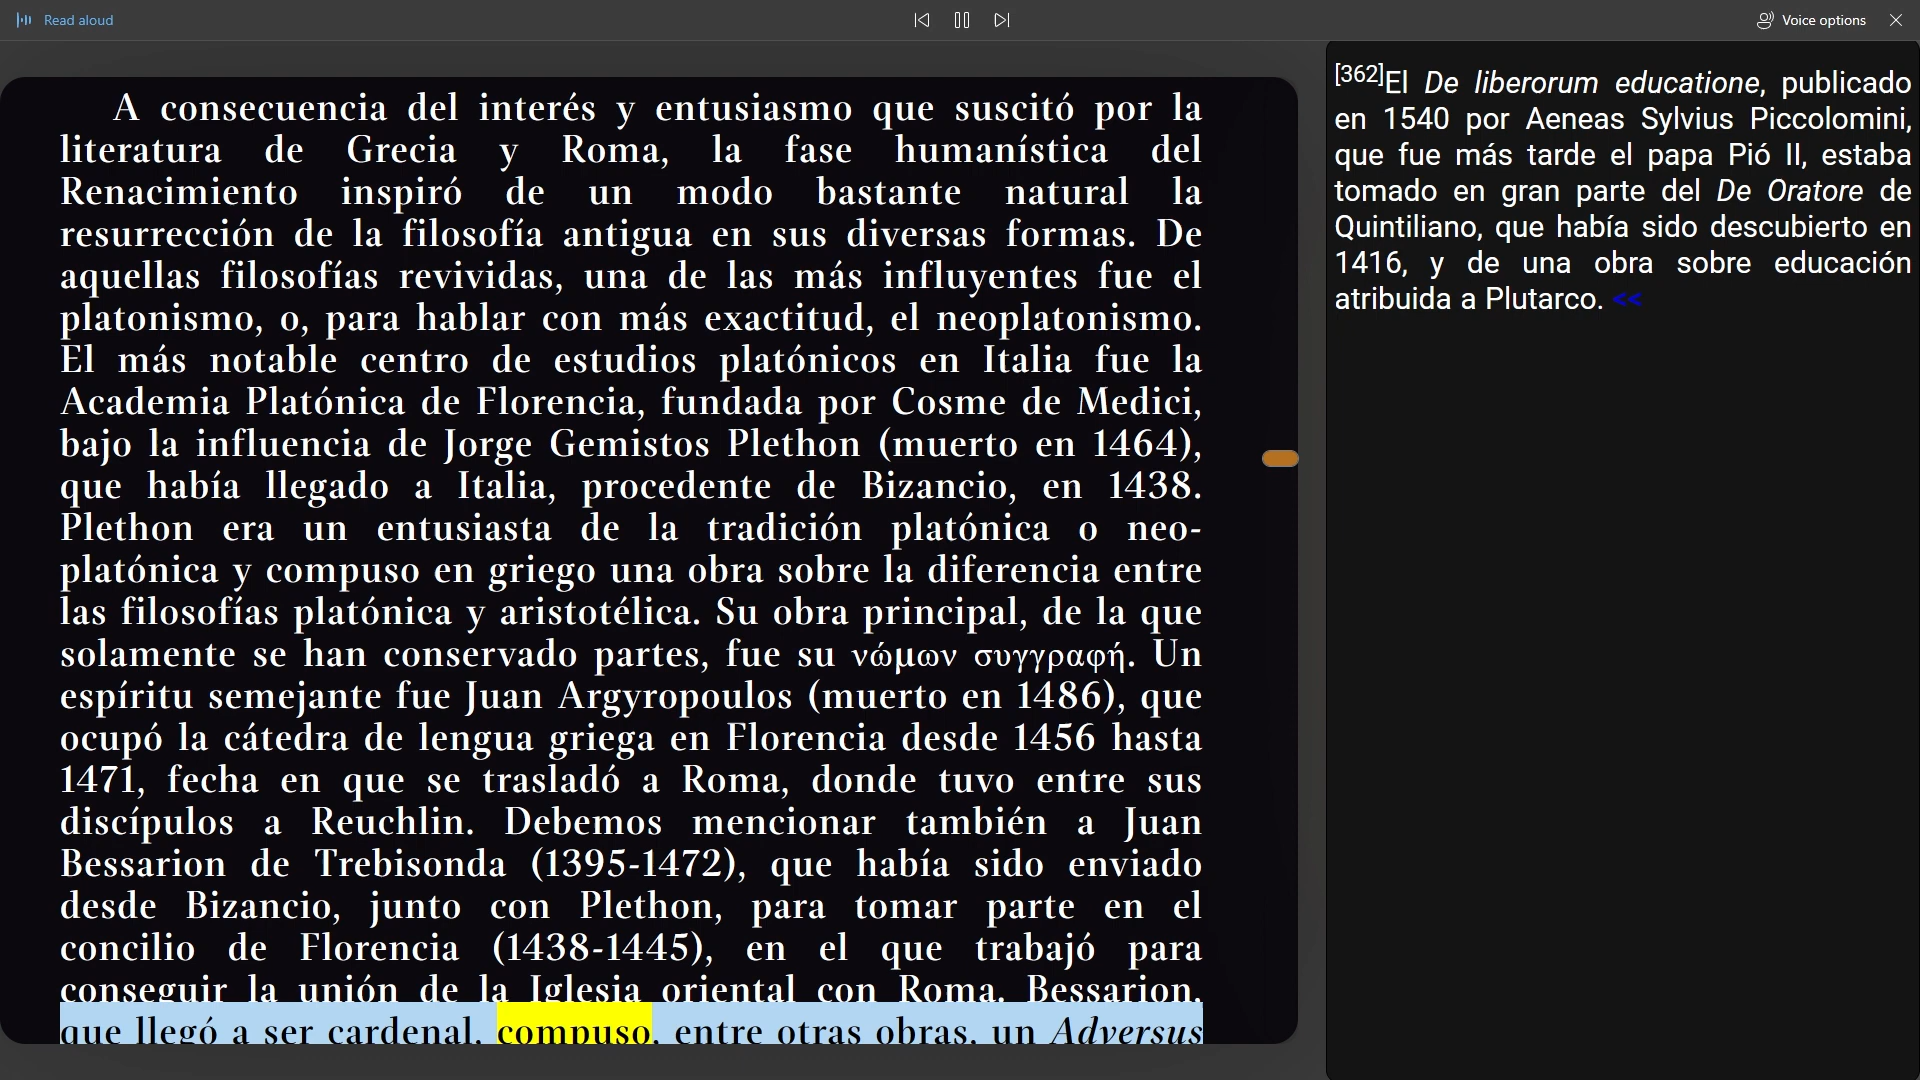 Read aloud
Voice options
A consecuencia del interés y entusiasmo que suscitó por la
literatura de Grecia y Roma, la fase humanística del
Renacimiento inspiró de un modo bastante natural la
resurrección de la filosofía antigua en sus diversas formas. De
aquellas filosofías revividas, una de las más influyentes fue el
platonismo, o, para hablar con más exactitud, el neoplatonismo.
El más notable centro de estudios platónicos en Italia fue la
Academia Platónica de Florencia, fundada por Cosme de Medici,
bajo la influencia de Jorge Gemistos Plethon (muerto en 1464),
que había llegado a Italia, procedente de Bizancio, en 1438.
Plethon era un entusiasta de la tradición platónica o neo-
platónica y compuso en griego una obra sobre la diferencia entre
las filosofías platónica y aristotélica. Su obra principal, de la que
solamente se han conservado partes, fue su νώμων συγγραφή. Un
espíritu semejante fue Juan Argyropoulos (muerto en 1486), que
ocupó la cátedra de lengua griega en Florencia desde 1456 hasta
1471, fecha en que se trasladó a Roma, donde tuvo entre sus
discípulos a Reuchlin. Debemos mencionar también a Juan
Bessarion de Trebisonda (1395-1472), que había sido enviado
desde Bizancio, junto con Plethon, para tomar parte en el
concilio de Florencia (1438-1445), en el que trabajó para
conseguir la unión de la Iglesia oriental con Roma. Bessarion,
que llegó a ser cardenal, compuso, entre otras obras, un Adversus
[362]El De liberorum educatione, publicado
en 1540 por Aeneas Sylvius Piccolomini,
que fue más tarde el papa Pió II, estaba
tomado en gran parte del De Oratore de
Quintiliano, que había sido descubierto en
1416, y de una obra sobre educación
atribuida a Plutarco. <<